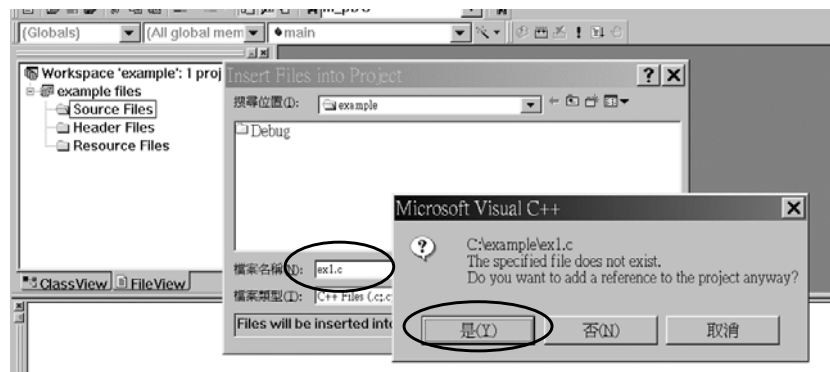 (Globals)
(All global mem
main
Workspace 'example': 1 proj
example files
Source Files
Header Files
Resource Files
ClassView
FileView
Insert Files into Project
搜尋位置(I):
example
Debug
檔案名稱(N):
ex1.c
檔案類型(T):
C++ Files (.c;.c
Files will be inserted into
Microsoft Visual C++
C:\example\ex1.c
The specified file does not exist.
Do you want to add a reference to the project anyway?
是(Y)
否(N)
取消